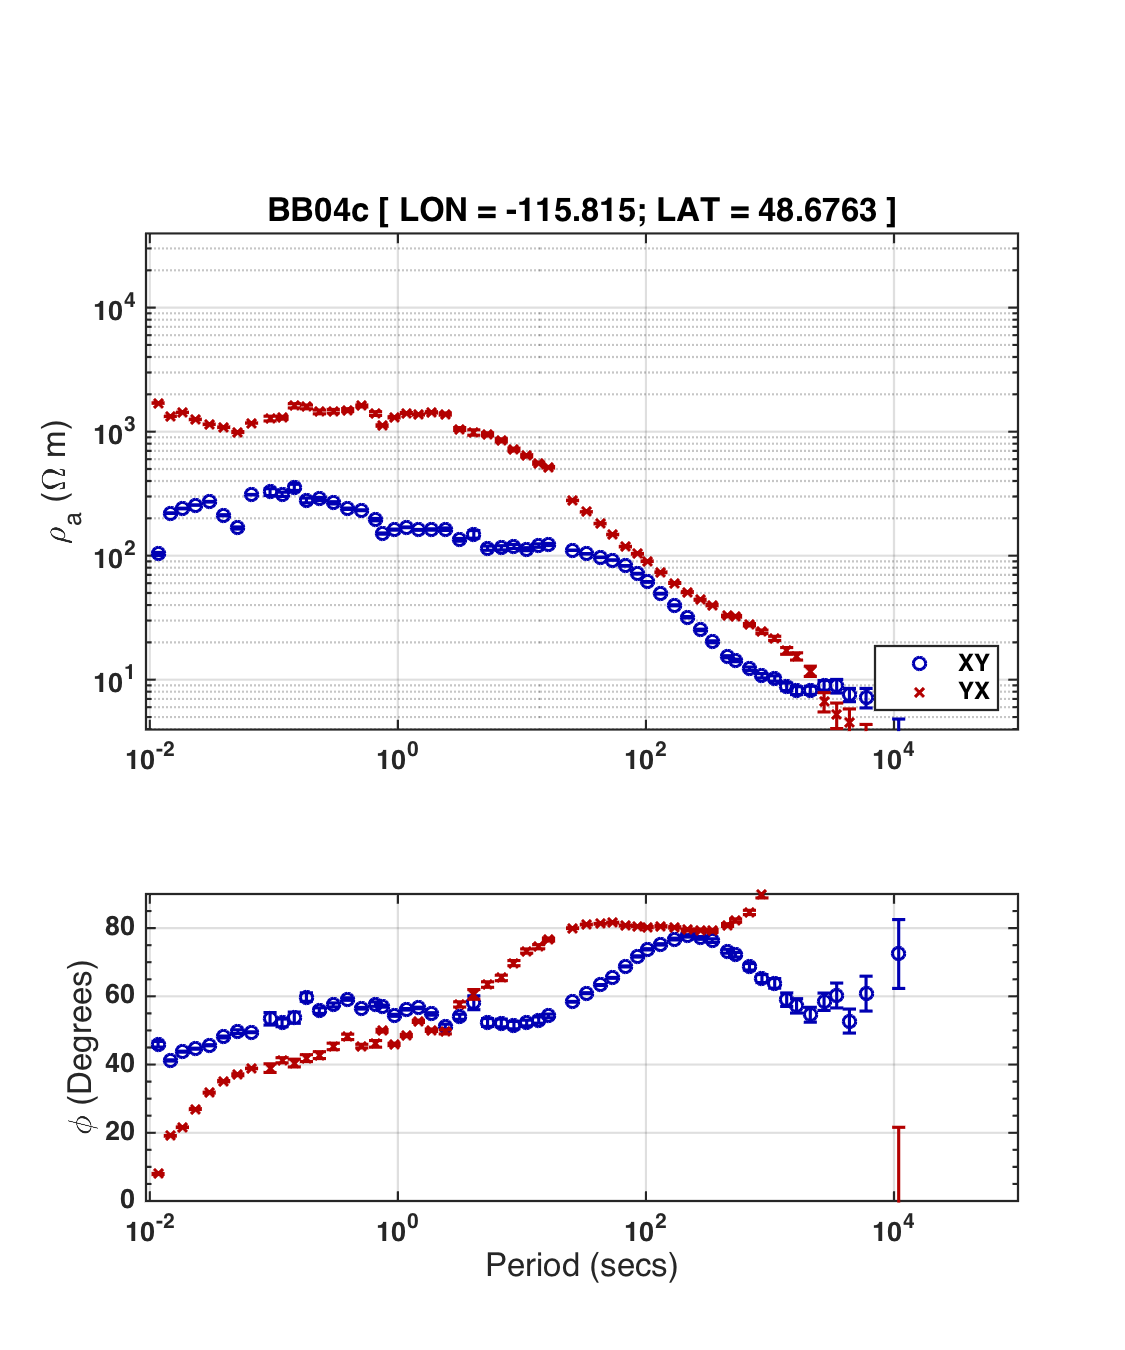 BB04c [ LON = -115.815; LAT = 48.6763 ]
ρa (Ω m)
10^4
10^3
10^2
10^1
XY
YX
10^-2 10^0 10^2 10^4
ϕ (Degrees)
80
60
40
20
0
10^-2 10^0 10^2 10^4
Period (secs)